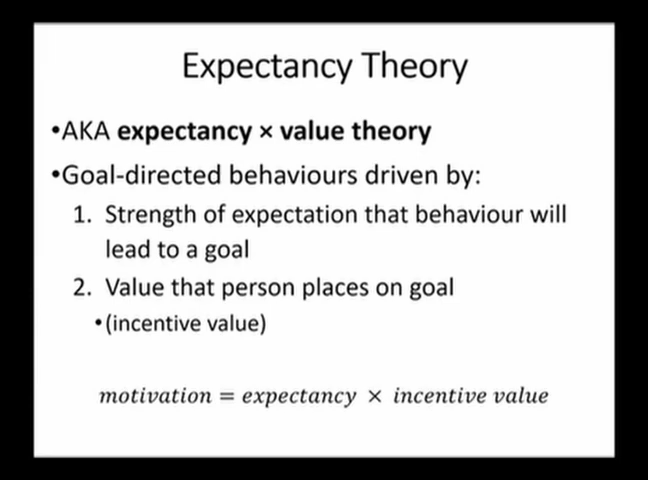 Expectancy Theory
•AKA expectancy × value theory
•Goal-directed behaviours driven by:
1. Strength of expectation that behaviour will
lead to a goal
2. Value that person places on goal
•(incentive value)
motivation = expectancy × incentive value